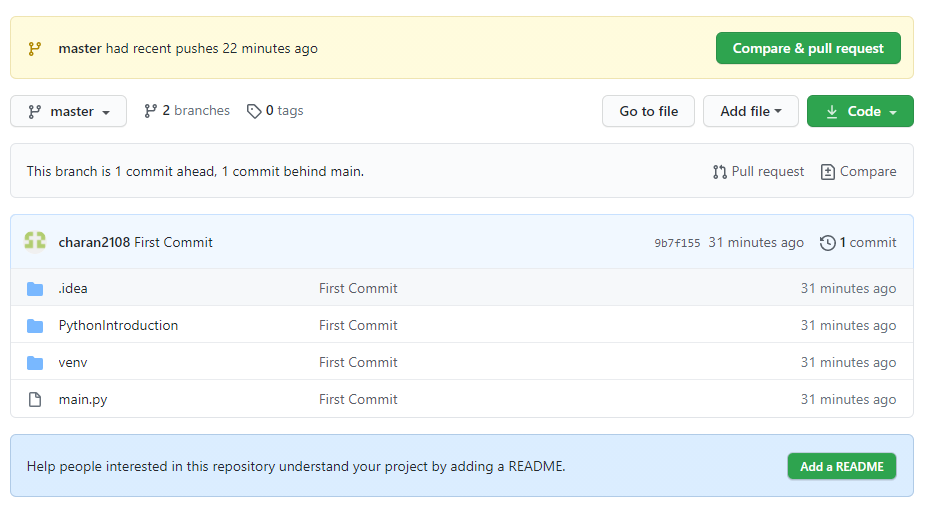 master had recent pushes 22 minutes ago Compare & pull request
master 2 branches 0 tags Go to file Add file Code
This branch is 1 commit ahead, 1 commit behind main. Pull request Compare
charan2108 First Commit 9b7f155 31 minutes ago 1 commit
.idea First Commit 31 minutes ago
PythonIntroduction First Commit 31 minutes ago
venv First Commit 31 minutes ago
main.py First Commit 31 minutes ago
Help people interested in this repository understand your project by adding a README. Add a README